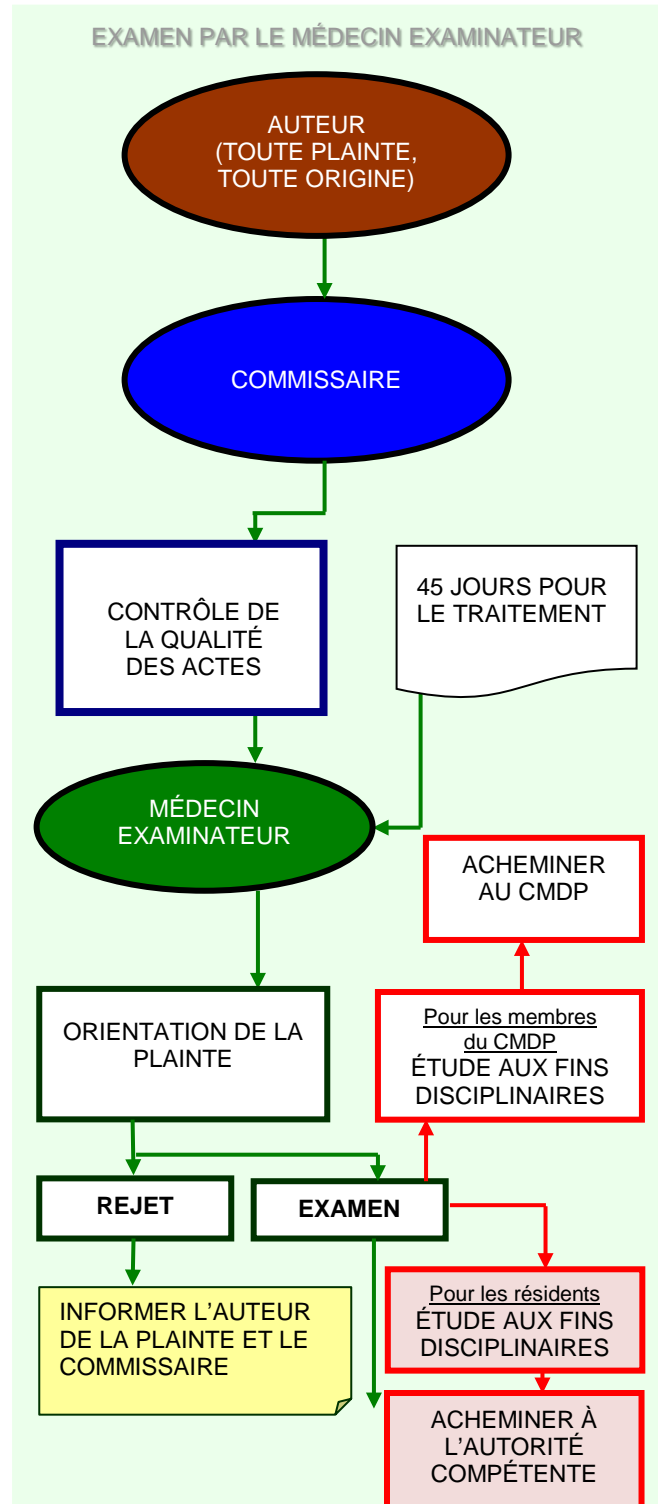 EXAMEN PAR LE MÉDECIN EXAMINATEUR
AUTEUR
(TOUTE PLAINTE,
TOUTE ORIGINE)
COMMISSAIRE
CONTRÔLE DE
LA QUALITÉ
DES ACTES
45 JOURS POUR
LE TRAITEMENT
MÉDECIN
EXAMINATEUR
ACHEMINER
AU CMDP
ORIENTATION DE LA
PLAINTE
Pour les membres
du CMDP
ÉTUDE AUX FINS
DISCIPLINAIRES
REJET
EXAMEN
INFORMER L’AUTEUR
DE LA PLAINTE ET LE
COMMISSAIRE
Pour les résidents
ÉTUDE AUX FINS
DISCIPLINAIRES
ACHEMINER À
L’AUTORITÉ
COMPÉTENTE